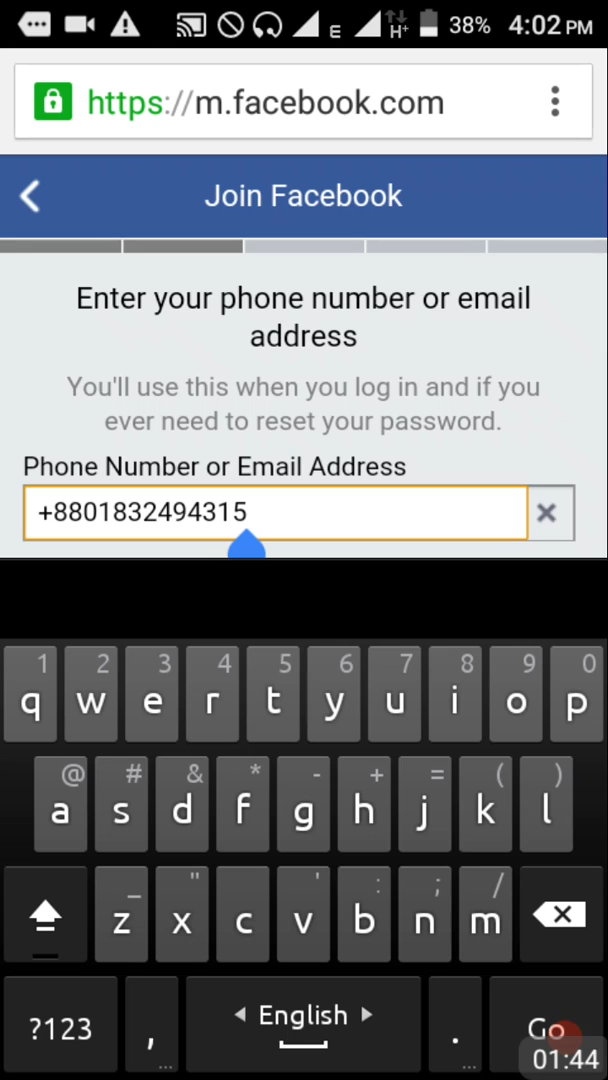 E H+ 38% 4:02 PM
https://m.facebook.com
Join Facebook
Enter your phone number or email
address
You'll use this when you log in and if you
ever need to reset your password.
Phone Number or Email Address
+8801832494315
1 2 3 4 5 6 7 8 9 0
q w e r t y u i o p
@ # & * - + = ( )
a s d f g h j k l
_ " ' : ; /
z x c v b n m
?123 , English . Go
... ...
01:44